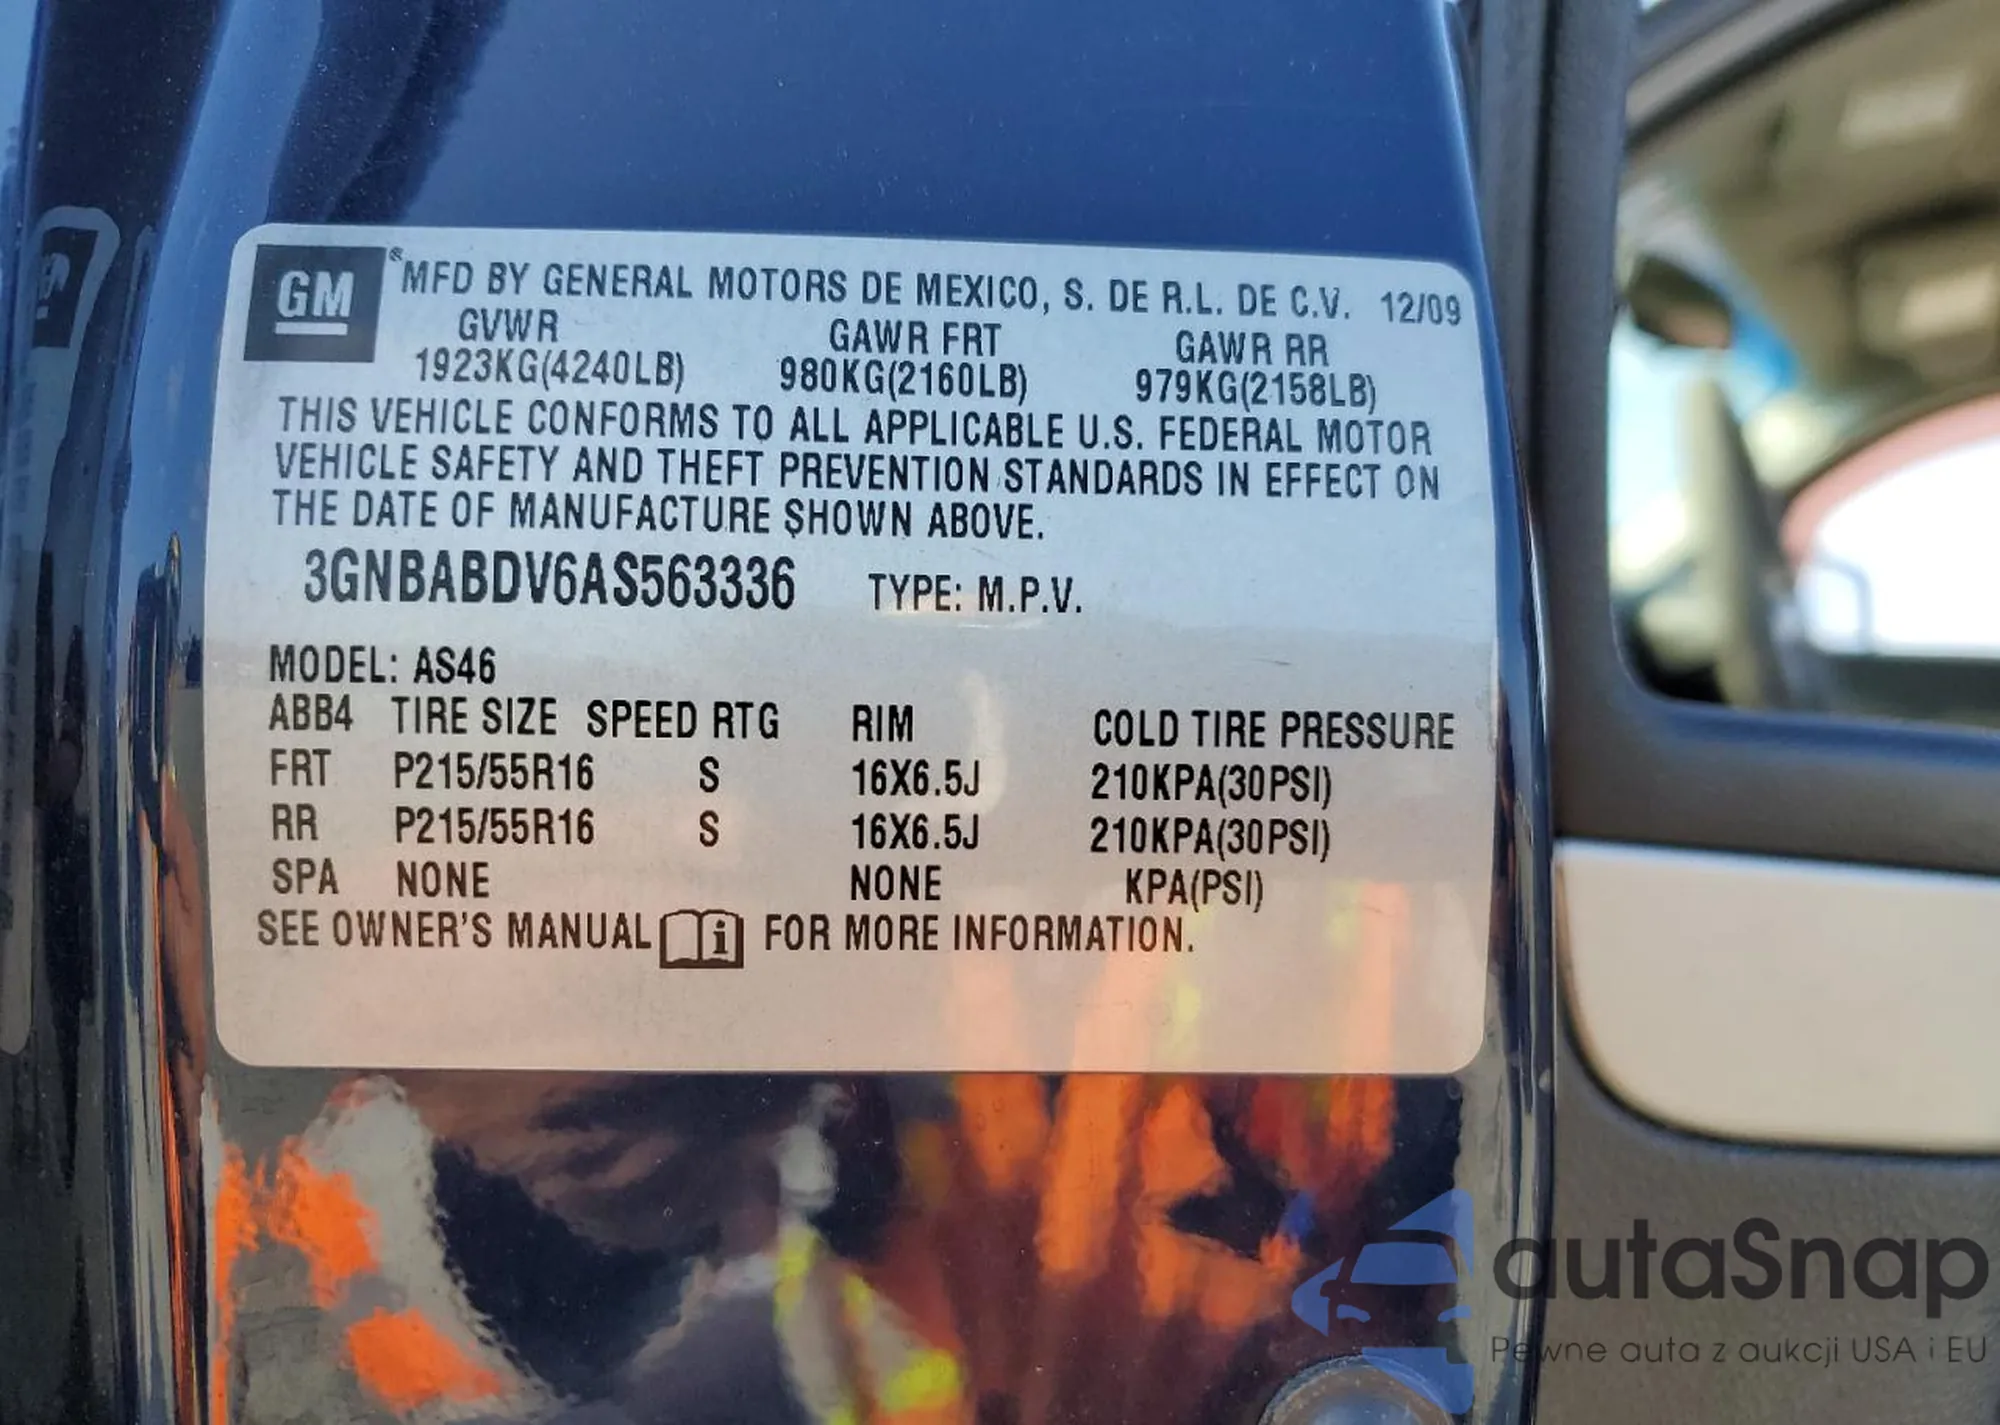 GM
® MFD BY GENERAL MOTORS DE MEXICO, S. DE R.L. DE C.V. 12/09
GVWR GAWR FRT GAWR RR
1923KG(4240LB) 980KG(2160LB) 979KG(2158LB)
THIS VEHICLE CONFORMS TO ALL APPLICABLE U.S. FEDERAL MOTOR
VEHICLE SAFETY AND THEFT PREVENTION STANDARDS IN EFFECT ON
THE DATE OF MANUFACTURE SHOWN ABOVE.
3GNBABDV6AS563336 TYPE: M.P.V.
MODEL: AS46
ABB4 TIRE SIZE SPEED RTG RIM COLD TIRE PRESSURE
FRT P215/55R16 S 16X6.5J 210KPA(30PSI)
RR P215/55R16 S 16X6.5J 210KPA(30PSI)
SPA NONE NONE KPA(PSI)
SEE OWNER'S MANUAL i FOR MORE INFORMATION.
autaSnap
Pewne auta z aukcji USA i EU